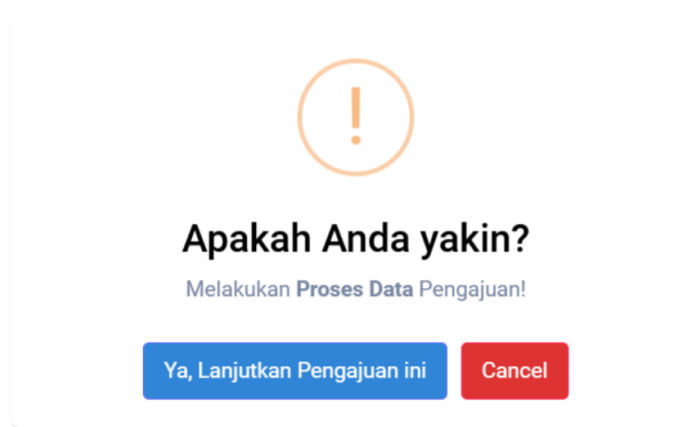 Apakah Anda yakin?
Melakukan Proses Data Pengajuan!
Ya, Lanjutkan Pengajuan ini
Cancel